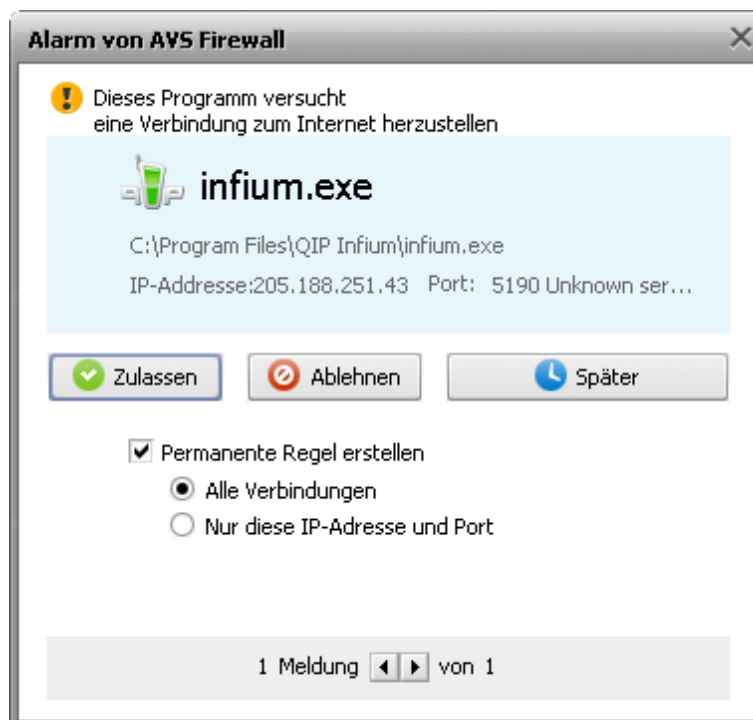 Alarm von AVS Firewall
Dieses Programm versucht
eine Verbindung zum Internet herzustellen
infium.exe
C:\Program Files\QIP Infium\infium.exe
IP-Addresse:205.188.251.43 Port: 5190 Unknown ser...
Zulassen Ablehnen Später
Permanente Regel erstellen
Alle Verbindungen
Nur diese IP-Adresse und Port
1 Meldung von 1